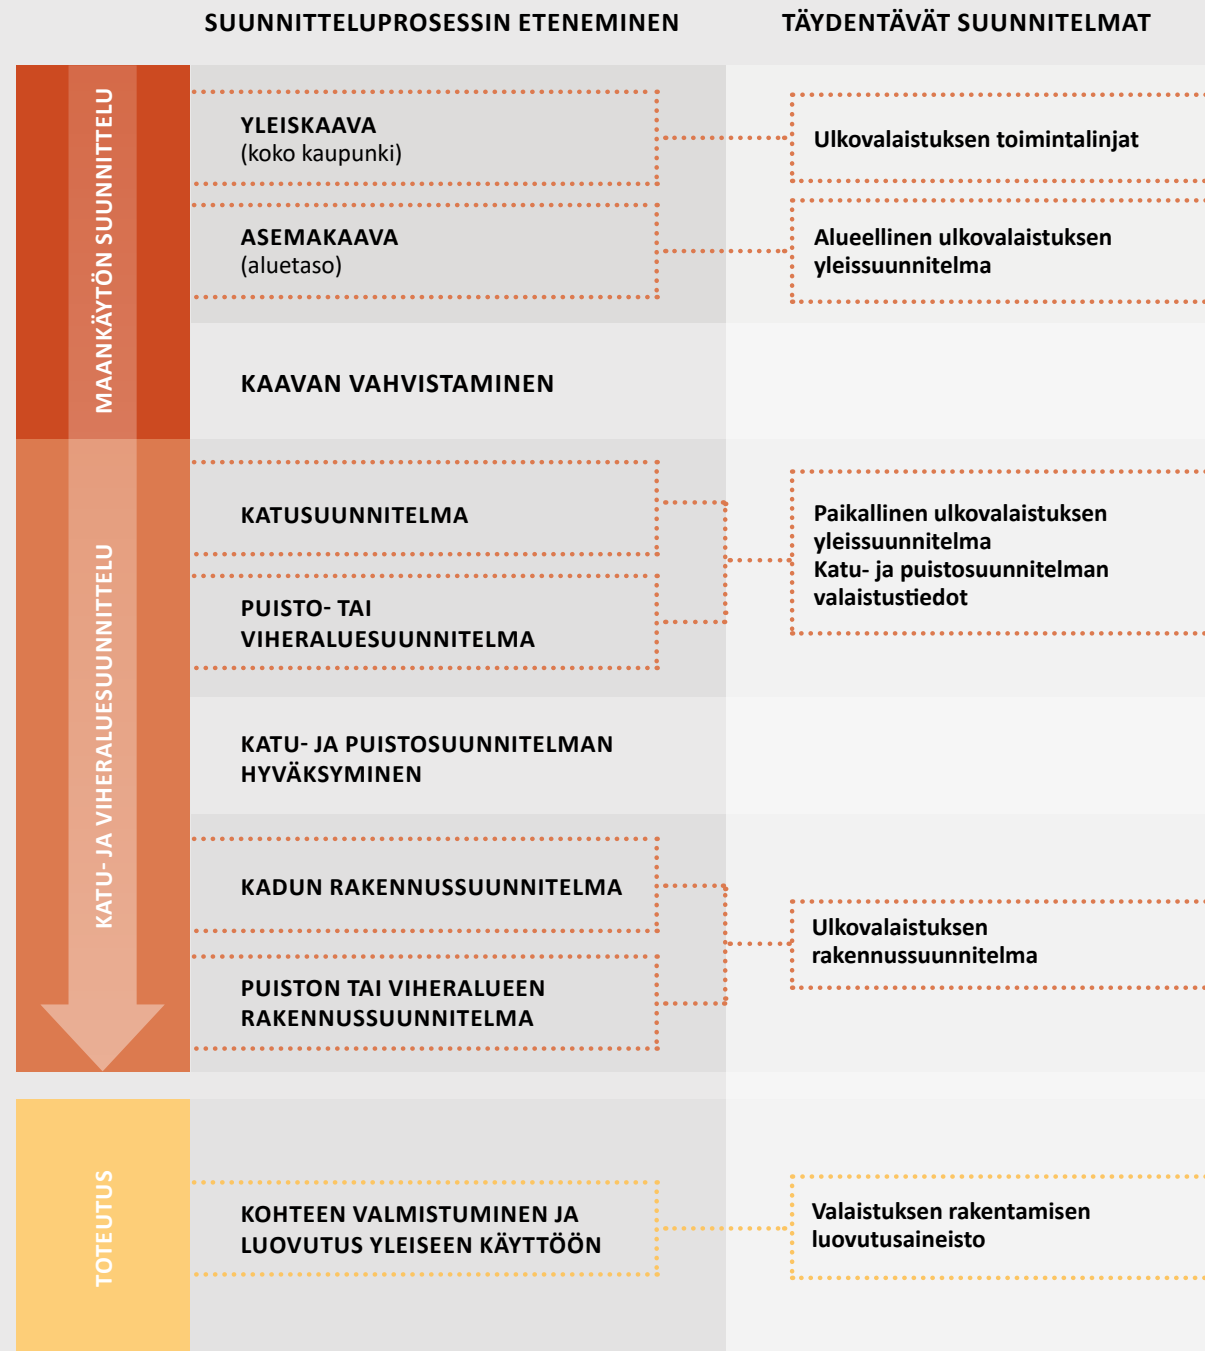 SUUNNITTELUPROSESSIN ETENEMINEN
TÄYDENTÄVÄT SUUNNITELMAT
MAANKÄYTÖN SUUNNITTELU
YLEISKAAVA
(koko kaupunki)
Ulkovalaistuksen toimintalinjat
ASEMAKAAVA
(aluetaso)
Alueellinen ulkovalaistuksen
yleissuunnitelma
KAAVAN VAHVISTAMINEN
KATU- JA VIHERALUESUUNNITTELU
KATUSUUNNITELMA
PUISTO- TAI
VIHERALUESUUNNITELMA
Paikallinen ulkovalaistuksen
yleissuunnitelma
Katu- ja puistosuunnitelman
valaistustiedot
KATU- JA PUISTOSUUNNITELMAN
HYVÄKSYMINEN
KADUN RAKENNUSSUUNNITELMA
PUISTON TAI VIHERALUEEN
RAKENNUSSUUNNITELMA
Ulkovalaistuksen
rakennussuunnitelma
TOTEUTUS
KOHTEEN VALMISTUMINEN JA
LUOVUTUS YLEISEEN KÄYTTÖÖN
Valaistuksen rakentamisen
luovutusaineisto